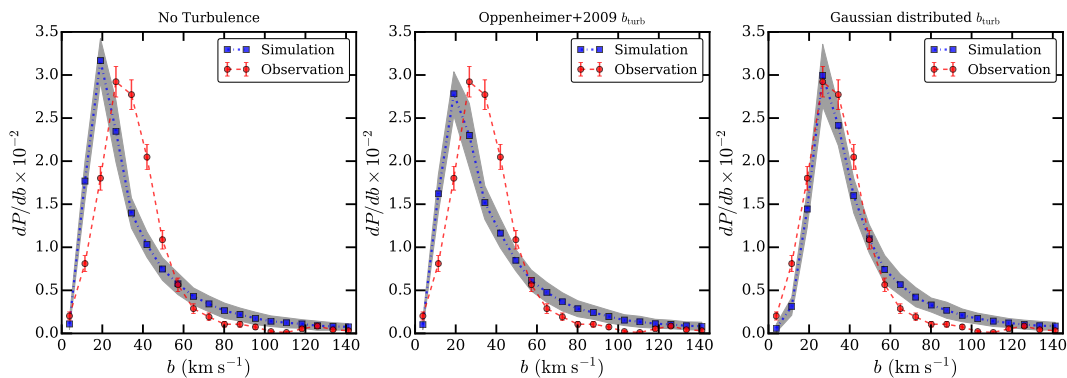 No Turbulence
3.5
3.0
2.5
2.0
1.5
1.0
0.5
0.0
dP/db × 10⁻²
0 20 40 60 80 100 120 140
b (km s⁻¹)
Simulation
Observation
Oppenheimer+2009 b_turb
3.5
3.0
2.5
2.0
1.5
1.0
0.5
0.0
dP/db × 10⁻²
0 20 40 60 80 100 120 140
b (km s⁻¹)
Simulation
Observation
Gaussian distributed b_turb
3.5
3.0
2.5
2.0
1.5
1.0
0.5
0.0
dP/db × 10⁻²
0 20 40 60 80 100 120 140
b (km s⁻¹)
Simulation
Observation